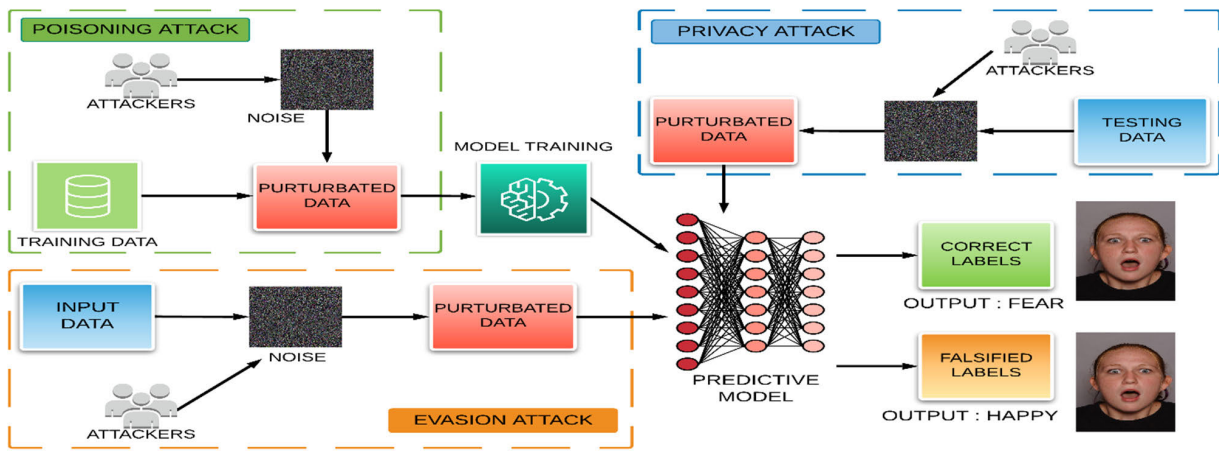 POISONING ATTACK
ATTACKERS
NOISE
TRAINING DATA
PURTURBATED
DATA
MODEL TRAINING
PRIVACY ATTACK
ATTACKERS
PURTURBATED
DATA
TESTING
DATA
INPUT
DATA
NOISE
PURTURBATED
DATA
ATTACKERS
EVASION ATTACK
PREDICTIVE
MODEL
CORRECT
LABELS
OUTPUT : FEAR
FALSIFIED
LABELS
OUTPUT : HAPPY